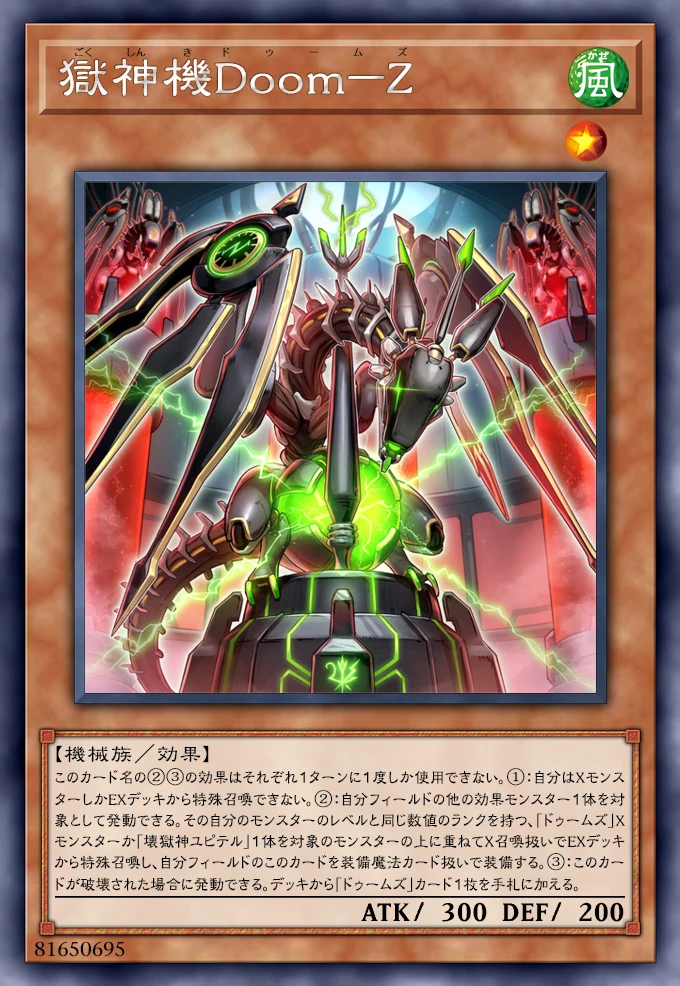 ごくしんきドゥームズ
獄神機Doom－Z
かぜ
風
【機械族／効果】
このカード名の②③の効果はそれぞれ１ターンに１度しか使用できない。①：自分はXモンス
ターしかEXデッキから特殊召喚できない。②：自分フィールドの他の効果モンスター１体を対
象として発動できる。その自分のモンスターのレベルと同じ数値のランクを持つ、「ドゥームズ」X
モンスターか「壊獄神ユピテル」１体を対象のモンスターの上に重ねてX召喚扱いでEXデッキ
から特殊召喚し、自分フィールドのこのカードを装備魔法カード扱いで装備する。③：このカー
ドが破壊された場合に発動できる。デッキから「ドゥームズ」カード１枚を手札に加える。
ATK/ 300 DEF/ 200
81650695